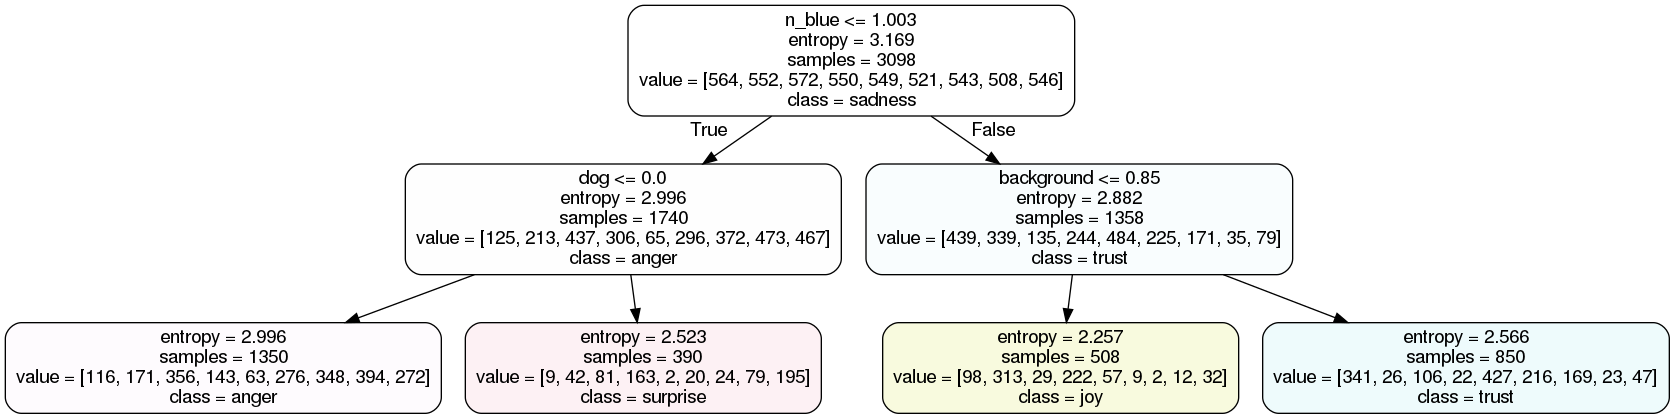 n_blue <= 1.003
entropy = 3.169
samples = 3098
value = [564, 552, 572, 550, 549, 521, 543, 508, 546]
class = sadness
True
False
dog <= 0.0
entropy = 2.996
samples = 1740
value = [125, 213, 437, 306, 65, 296, 372, 473, 467]
class = anger
background <= 0.85
entropy = 2.882
samples = 1358
value = [439, 339, 135, 244, 484, 225, 171, 35, 79]
class = trust
entropy = 2.996
samples = 1350
value = [116, 171, 356, 143, 63, 276, 348, 394, 272]
class = anger
entropy = 2.523
samples = 390
value = [9, 42, 81, 163, 2, 20, 24, 79, 195]
class = surprise
entropy = 2.257
samples = 508
value = [98, 313, 29, 222, 57, 9, 2, 12, 32]
class = joy
entropy = 2.566
samples = 850
value = [341, 26, 106, 22, 427, 216, 169, 23, 47]
class = trust